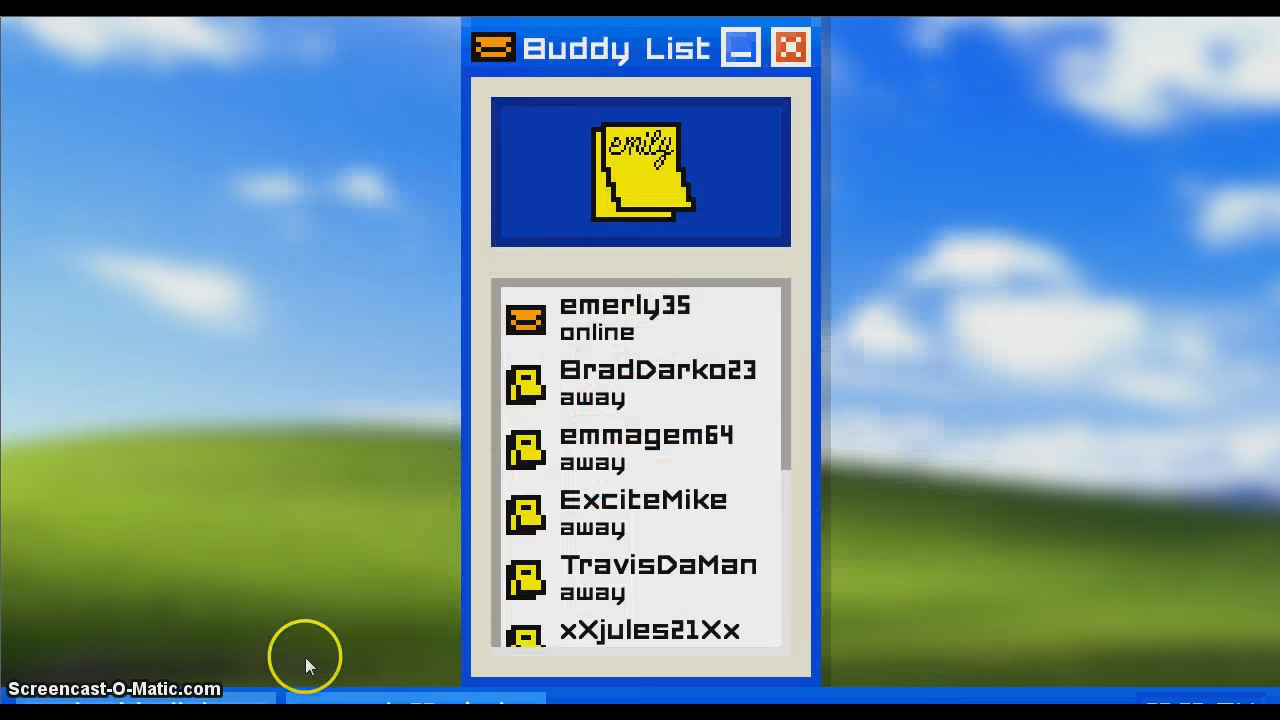 Buddy List
emily
emerly35
online
BradDarko23
away
emmagem64
away
ExciteMike
away
TravisDaMan
away
xXjules21Xx
Screencast-O-Matic.com